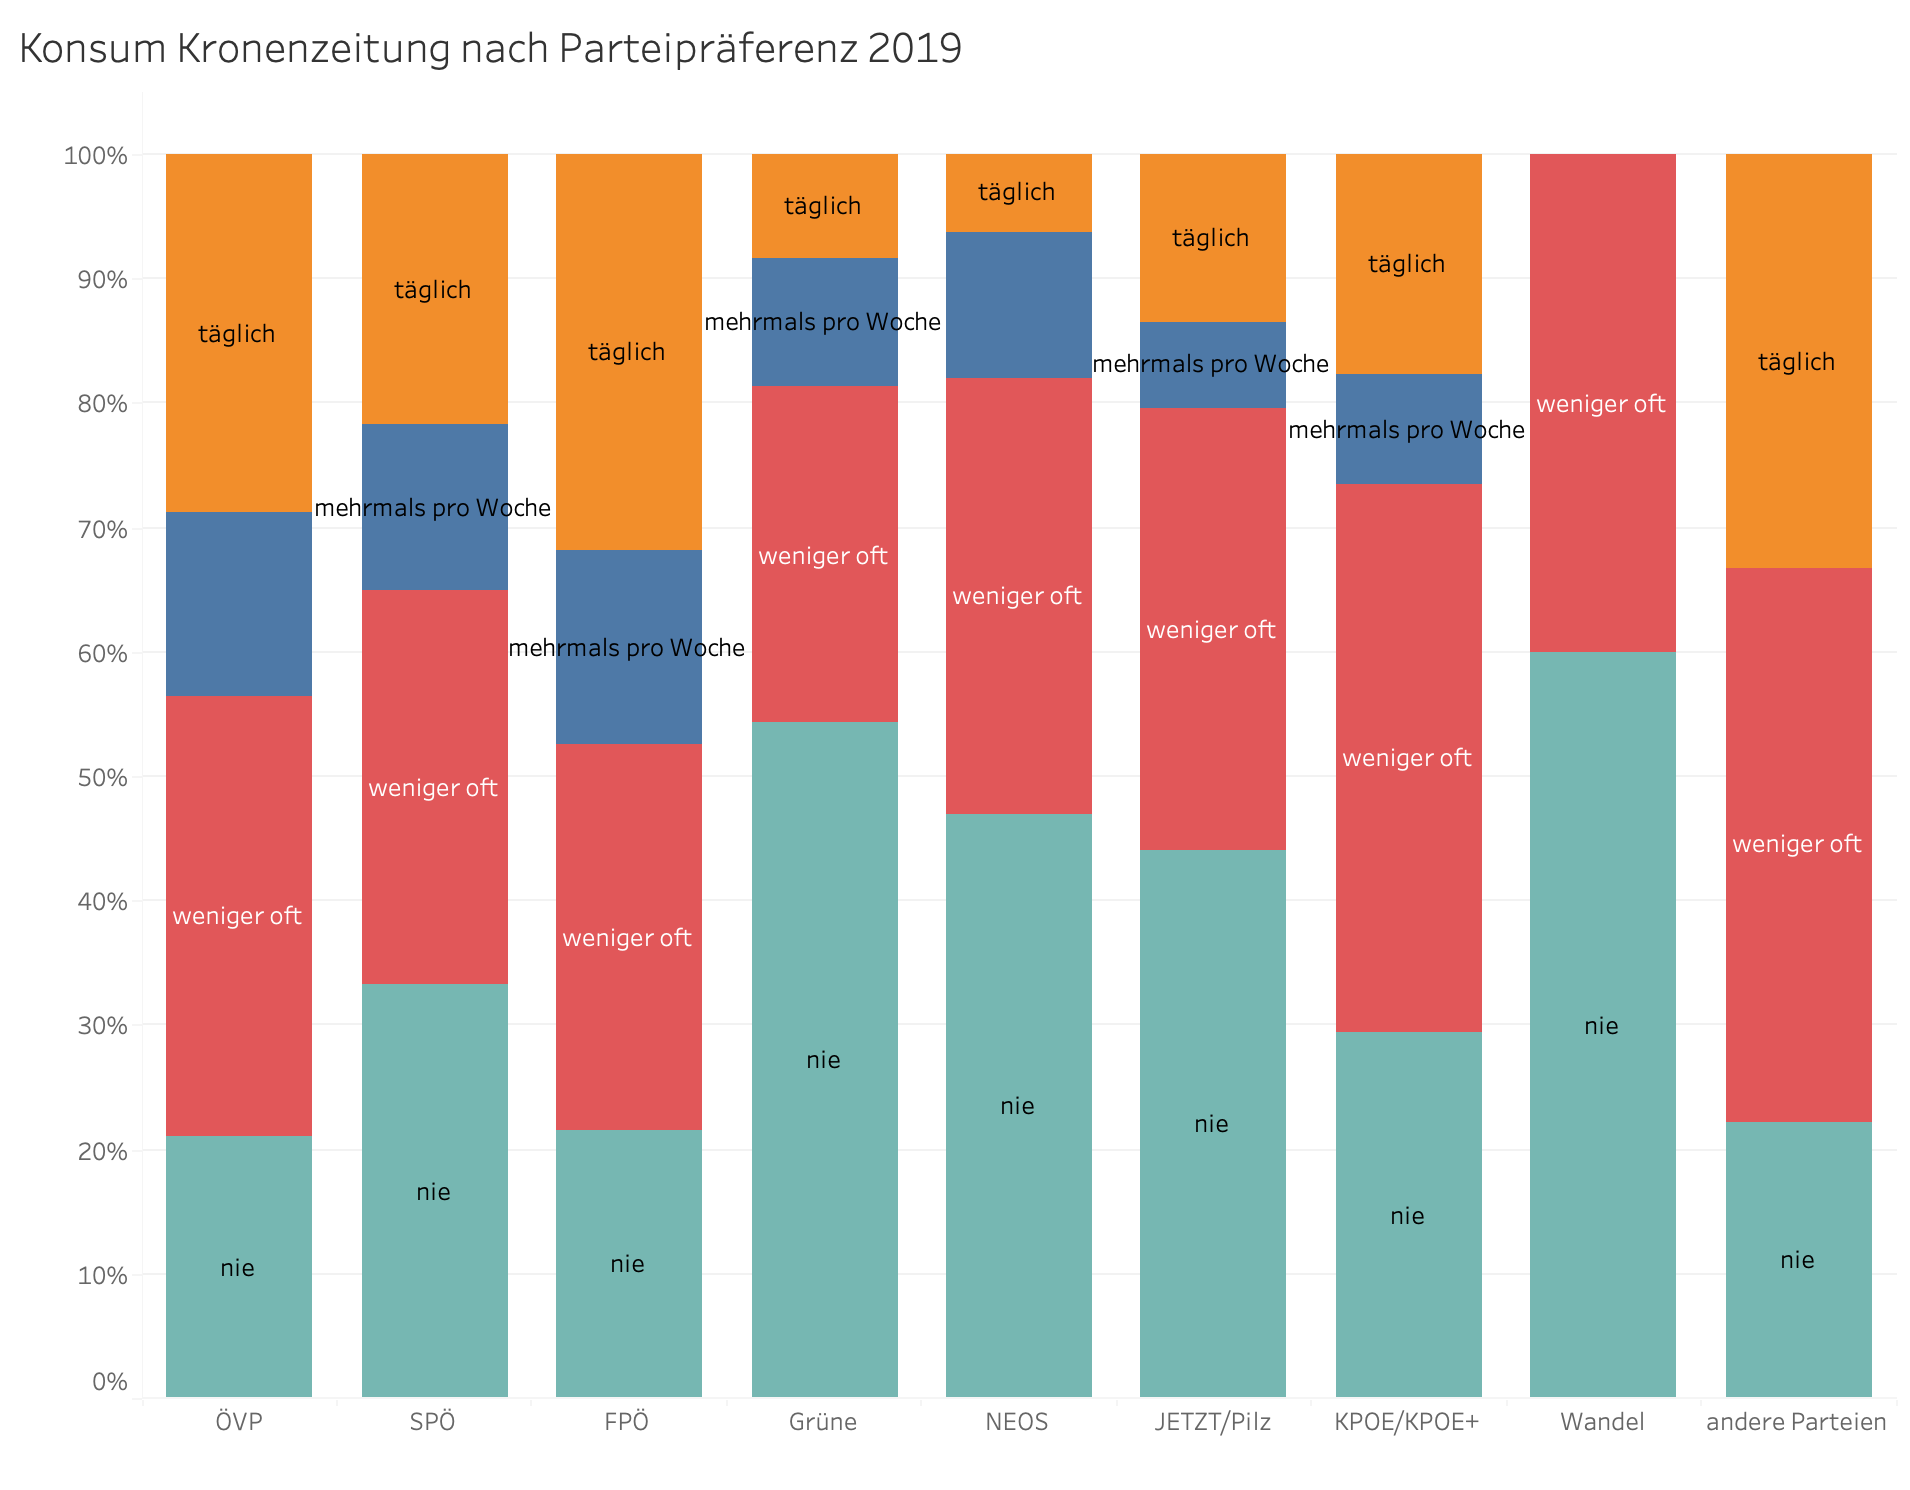 Konsum Kronenzeitung nach Parteipräferenz 2019
100%
90%
80%
70%
60%
50%
40%
30%
20%
10%
0%
täglich
weniger oft
nie
täglich
mehrmals pro Woche
weniger oft
nie
täglich
mehrmals pro Woche
weniger oft
nie
täglich
mehrmals pro Woche
weniger oft
nie
täglich
weniger oft
nie
täglich
mehrmals pro Woche
weniger oft
nie
täglich
mehrmals pro Woche
weniger oft
nie
weniger oft
nie
täglich
weniger oft
nie
ÖVP
SPÖ
FPÖ
Grüne
NEOS
JETZT/Pilz
KPOE/KPOE+
Wandel
andere Parteien